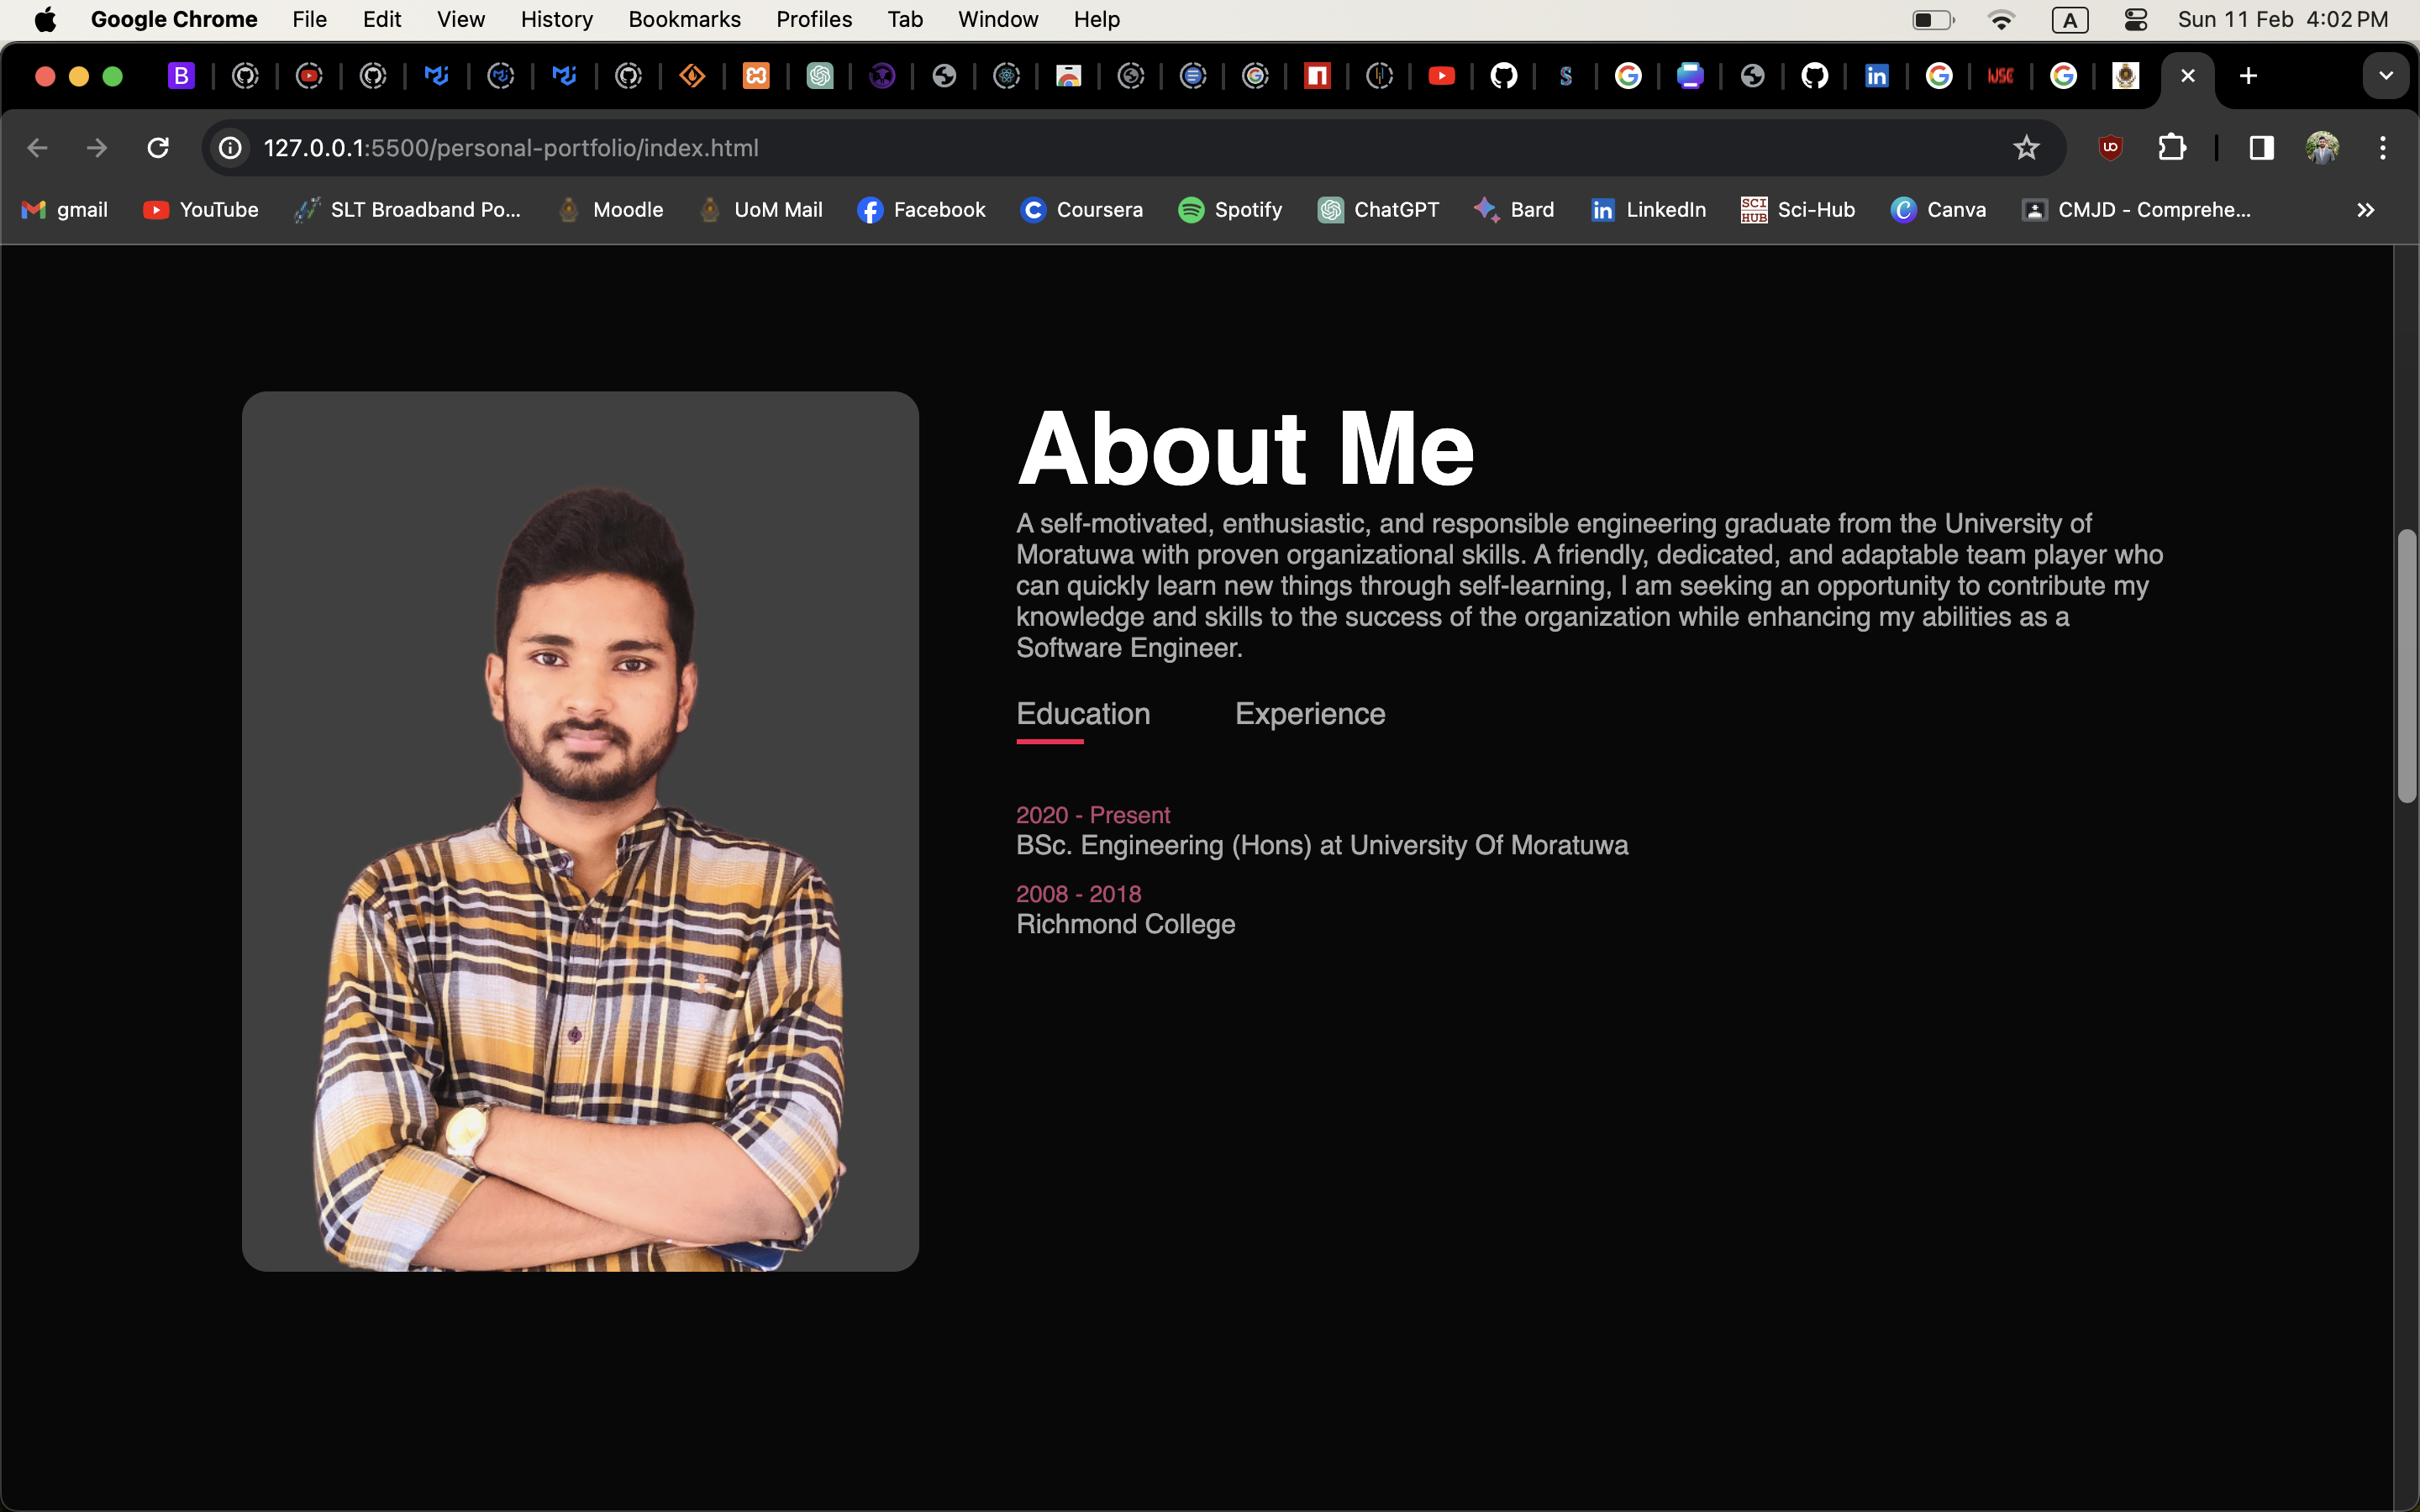 Google Chrome File Edit View History Bookmarks Profiles Tab Window Help A Sun 11 Feb 4:02 PM
127.0.0.1:5500/personal-portfolio/index.html
gmail YouTube SLT Broadband Po... Moodle UoM Mail Facebook Coursera Spotify ChatGPT Bard LinkedIn SCI HUB Sci-Hub Canva CMJD - Comprehe...
About Me
A self-motivated, enthusiastic, and responsible engineering graduate from the University of
Moratuwa with proven organizational skills. A friendly, dedicated, and adaptable team player who
can quickly learn new things through self-learning, I am seeking an opportunity to contribute my
knowledge and skills to the success of the organization while enhancing my abilities as a
Software Engineer.
Education Experience
2020 - Present
BSc. Engineering (Hons) at University Of Moratuwa
2008 - 2018
Richmond College